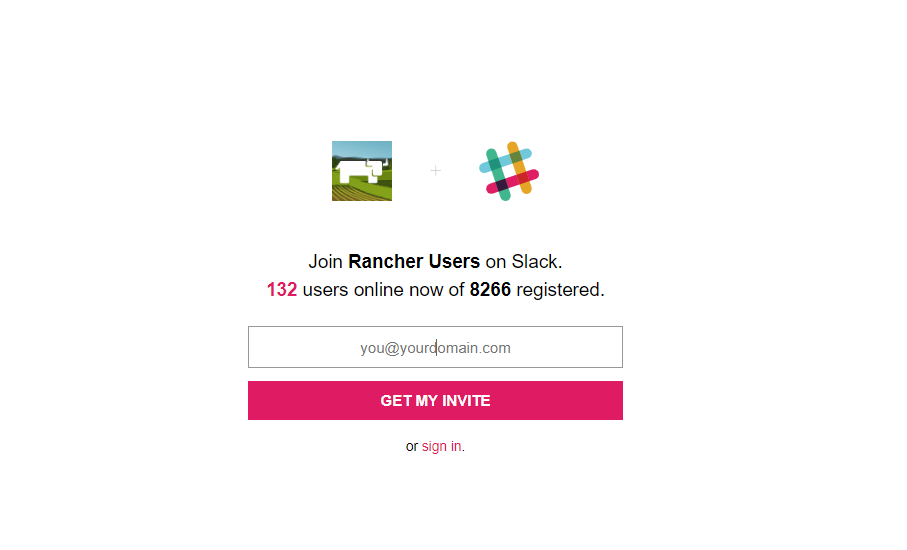 Join Rancher Users on Slack.
132 users online now of 8266 registered.
you@yourdomain.com
GET MY INVITE
or sign in.